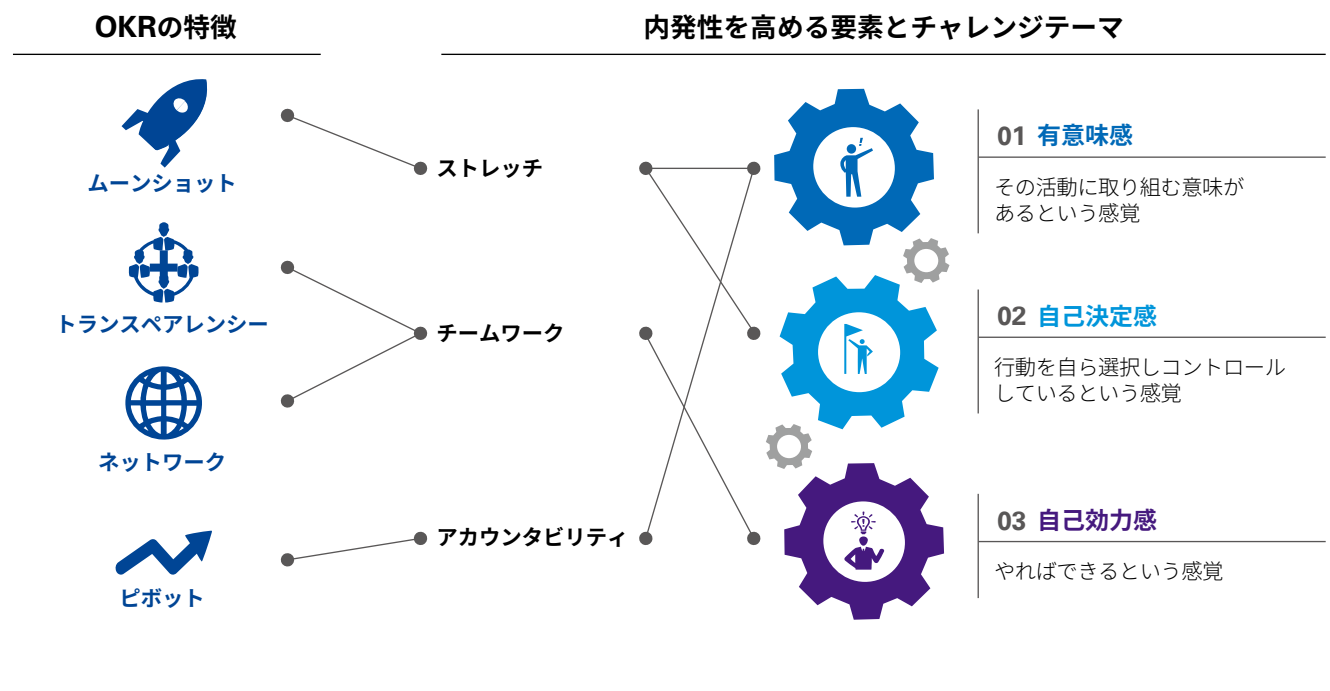 OKRの特徴
内発性を高める要素とチャレンジテーマ
ムーンショット
トランスペアレンシー
ネットワーク
ピボット
ストレッチ
チームワーク
アカウンタビリティ
!
01 有意味感
その活動に取り組む意味が
あるという感覚
02 自己決定感
行動を自ら選択しコントロール
しているという感覚
03 自己効力感
やればできるという感覚